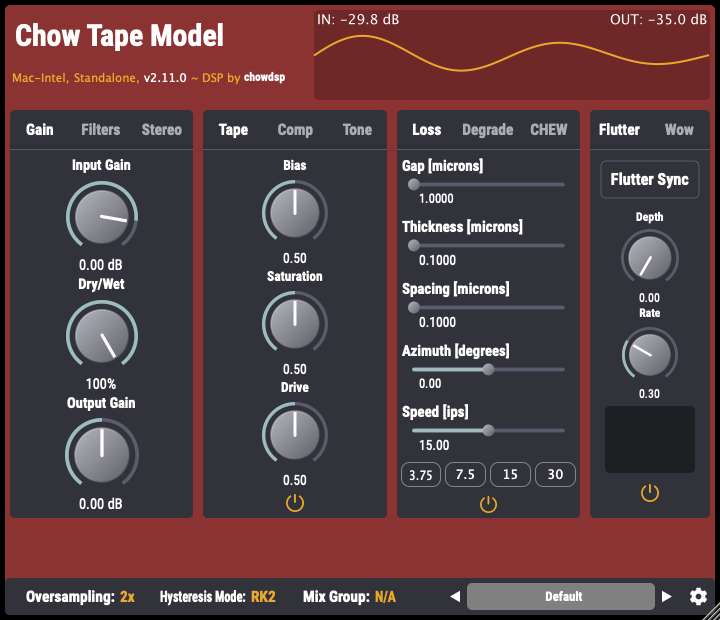 Chow Tape Model
IN: −29.8 dB
OUT: −35.0 dB
Mac-Intel, Standalone, v2.11.0 ~ DSP by chowdsp
Gain Filters Stereo
Input Gain
0.00 dB
Dry/Wet
100%
Output Gain
0.00 dB
Tape Comp Tone
Bias
0.50
Saturation
0.50
Drive
0.50
Loss Degrade CHEW
Gap [microns]
1.0000
Thickness [microns]
0.1000
Spacing [microns]
0.1000
Azimuth [degrees]
0.00
Speed [ips]
15.00
3.75 7.5 15 30
Flutter Wow
Flutter Sync
Depth
0.00
Rate
0.30
Oversampling: 2x Hysteresis Mode: RK2 Mix Group: N/A Default